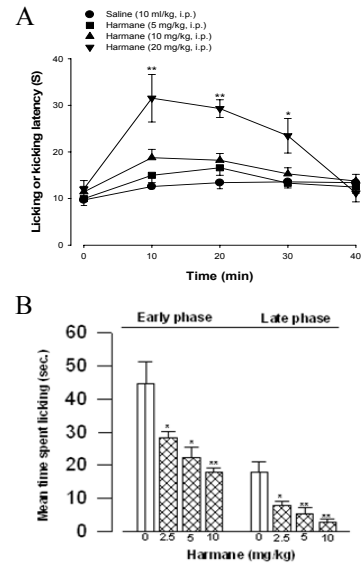 A
Saline (10 ml/kg, i.p.)
Harmane (5 mg/kg, i.p.)
Harmane (10 mg/kg, i.p.)
Harmane (20 mg/kg, i.p.)
Licking or kicking latency (S)
40
30
20
10
0
** ** *
0 10 20 30 40
Time (min)
B
Early phase Late phase
Mean time spent licking (sec.)
60
50
40
30
20
10
0
* * ** * ** **
0 2.5 5 10 0 2.5 5 10
Harmane (mg/kg)